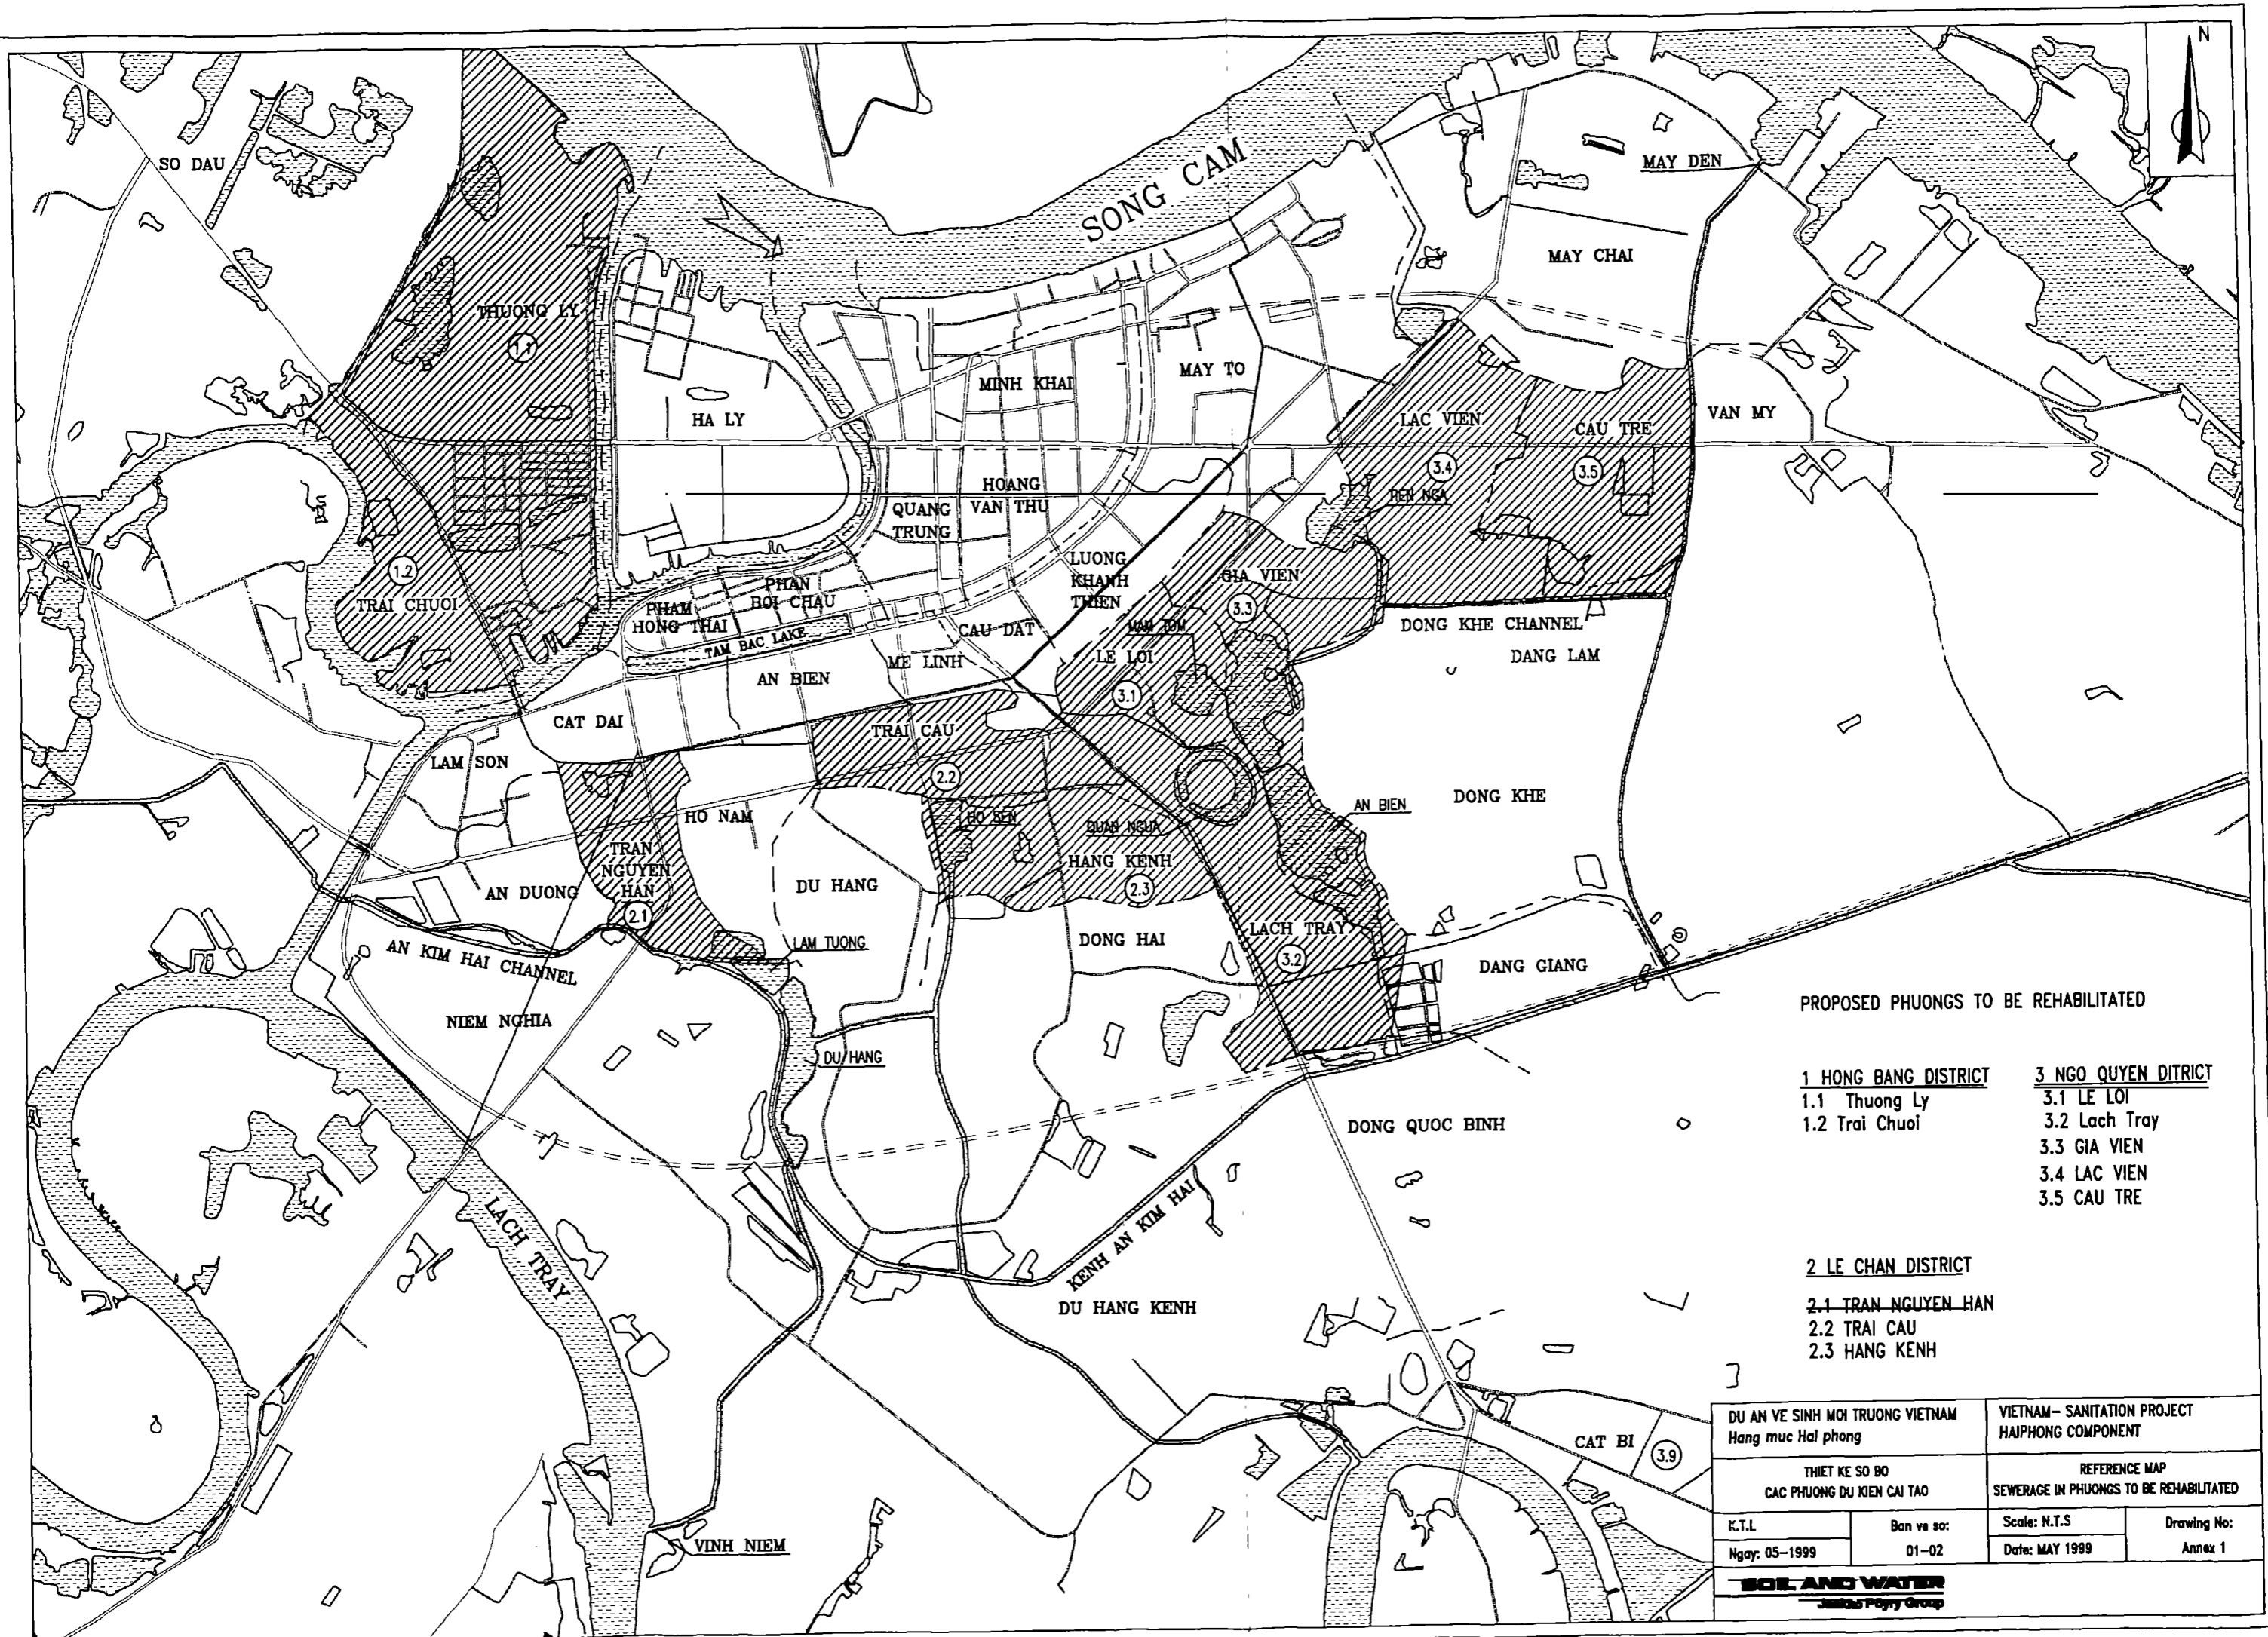 N
SO DAU
SONG CAM
MAY DEN
MAY CHAI
THUONG LY
1.1
MINH KHAI
MAY TO
HA LY
LAC VIEN
CAU TRE
VAN MY
3.4
3.5
REN NGA
HOANG
VAN THU
QUANG
TRUNG
1.2
TRAI CHUOI
LUONG
KHANH
THIEN
GIA VIEN
3.3
PHAN
BOI CHAU
PHAM
HONG THAI
TAM BAC LAKE
CAU DAT
MAM TOM
DONG KHE CHANNEL
DANG LAM
ME LINH
LE LOI
3.1
AN BIEN
CAT DAI
TRAI CAU
2.2
LAM SON
HO NAM
HO SEN
QUAN NGUA
AN BIEN
DONG KHE
TRAN
NGUYEN
HAN
2.1
AN DUONG
DU HANG
HANG KENH
2.3
LAM TUONG
DONG HAI
LACH TRAY
3.2
DANG GIANG
AN KIM HAI CHANNEL
NIEM NGHIA
DU HANG
DONG QUOC BINH
LACH TRAY
KENH AN KIM HAI
DU HANG KENH
CAT BI
3.9
VINH NIEM
PROPOSED PHUONGS TO BE REHABILITATED
1 HONG BANG DISTRICT
1.1 Thuong Ly
1.2 Trai Chuoi
3 NGO QUYEN DITRICT
3.1 LE LOI
3.2 Lach Tray
3.3 GIA VIEN
3.4 LAC VIEN
3.5 CAU TRE
2 LE CHAN DISTRICT
2.1 TRAN NGUYEN HAN
2.2 TRAI CAU
2.3 HANG KENH
DU AN VE SINH MOI TRUONG VIETNAM
Hang muc Hai phong
VIETNAM- SANITATION PROJECT
HAIPHONG COMPONENT
THIET KE SO BO
CAC PHUONG DU KIEN CAI TAO
REFERENCE MAP
SEWERAGE IN PHUONGS TO BE REHABILITATED
K.T.L
Ngay: 05-1999
Ban ve so:
01-02
Scale: N.T.S
Date: MAY 1999
Drawing No:
Annex 1
SOIL AND WATER
Jaakko Pöyry Group